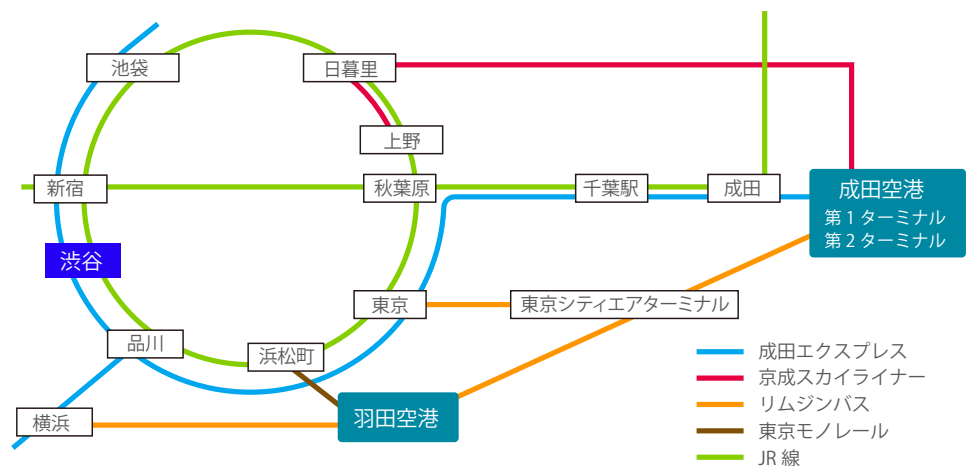 池袋
日暮里
上野
新宿
秋葉原
千葉駅
成田
成田空港
第1ターミナル
第2ターミナル
渋谷
東京
東京シティエアターミナル
品川
浜松町
横浜
羽田空港
成田エクスプレス
京成スカイライナー
リムジンバス
東京モノレール
JR 線